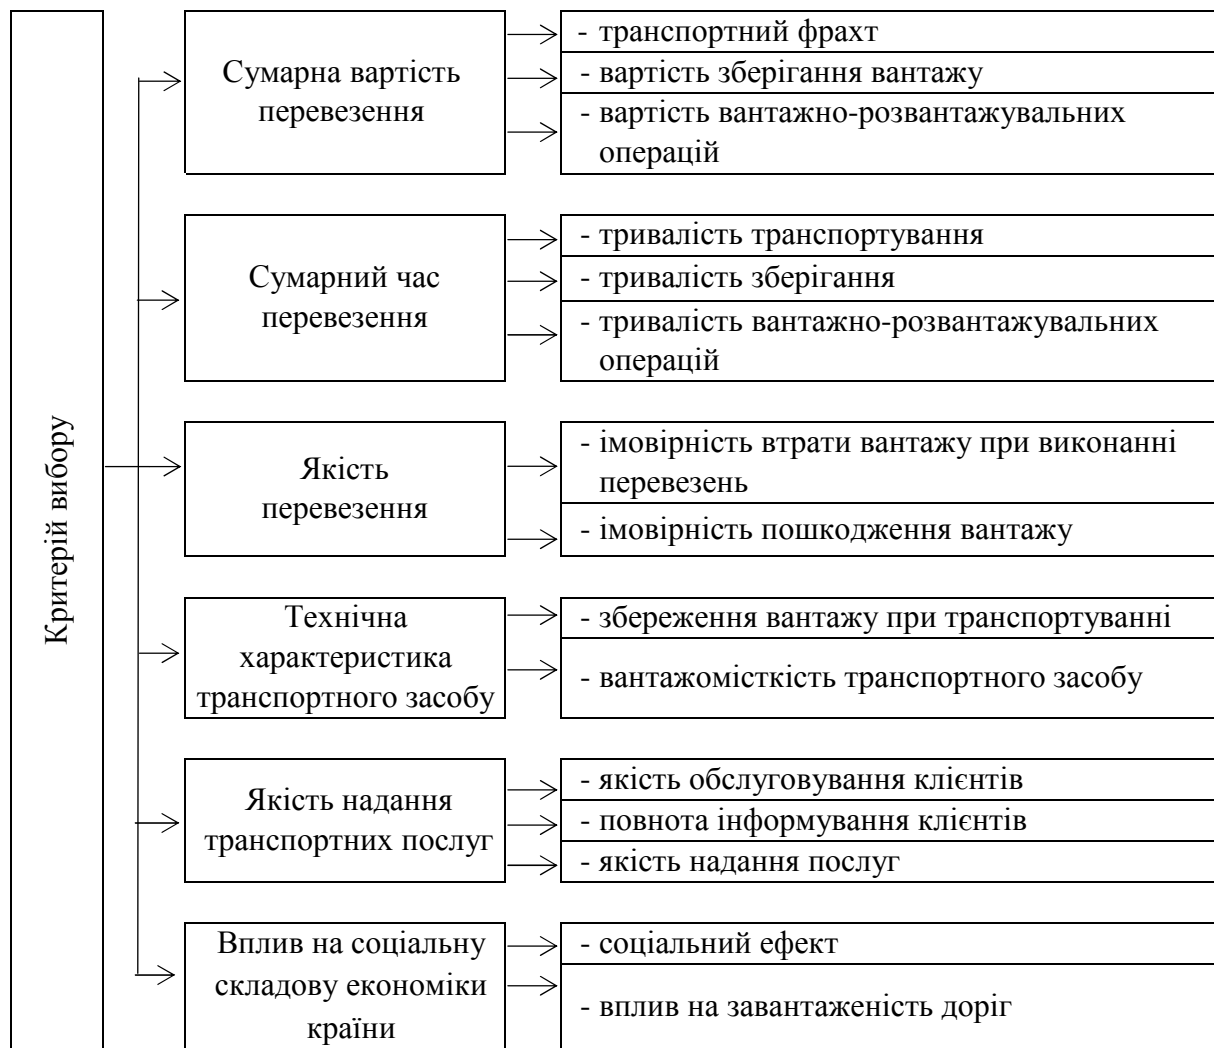 Критерій вибору
Сумарна вартість
перевезення
- транспортний фрахт
- вартість зберігання вантажу
- вартість вантажно-розвантажувальних
операцій
Сумарний час
перевезення
- тривалість транспортування
- тривалість зберігання
- тривалість вантажно-розвантажувальних
операцій
Якість
перевезення
- імовірність втрати вантажу при виконанні
перевезень
- імовірність пошкодження вантажу
Технічна
характеристика
транспортного засобу
- збереження вантажу при транспортуванні
- вантажомісткість транспортного засобу
Якість надання
транспортних послуг
- якість обслуговування клієнтів
- повнота інформування клієнтів
- якість надання послуг
Вплив на соціальну
складову економіки
країни
- соціальний ефект
- вплив на завантаженість доріг